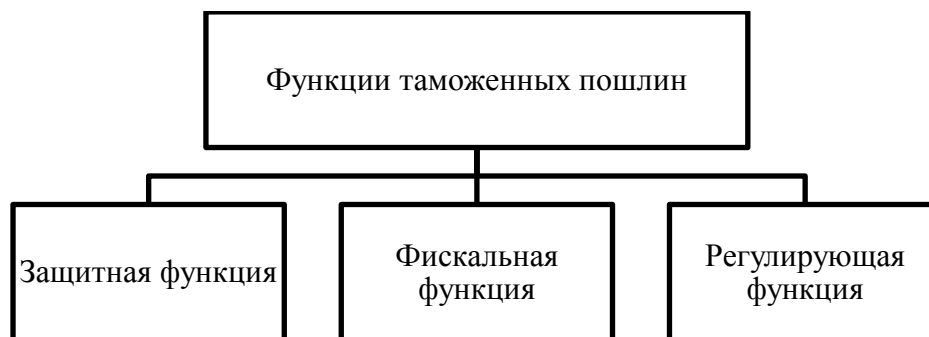 Функции таможенных пошлин
Защитная функция
Фискальная
функция
Регулирующая
функция